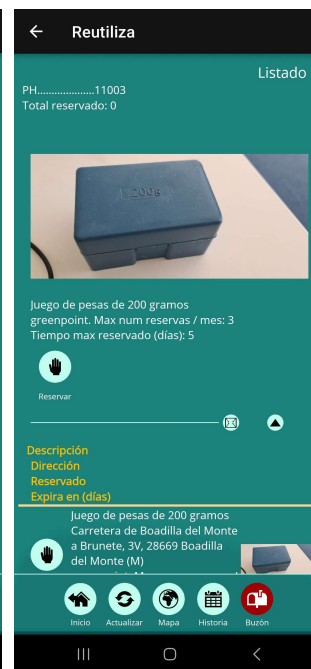 Reutiliza
Listado
PH...................11003
Total reservado: 0
200g
Juego de pesas de 200 gramos
greenpoint. Max num reservas / mes: 3
Tiempo max reservado (días): 5
Reservar
Descripción
Dirección
Reservado
Expira en (días)
Juego de pesas de 200 gramos
Carretera de Boadilla del Monte
a Brunete, 3V, 28669 Boadilla
del Monte (M)
Inicio
Actualizar
Mapa
Historia
Buzón